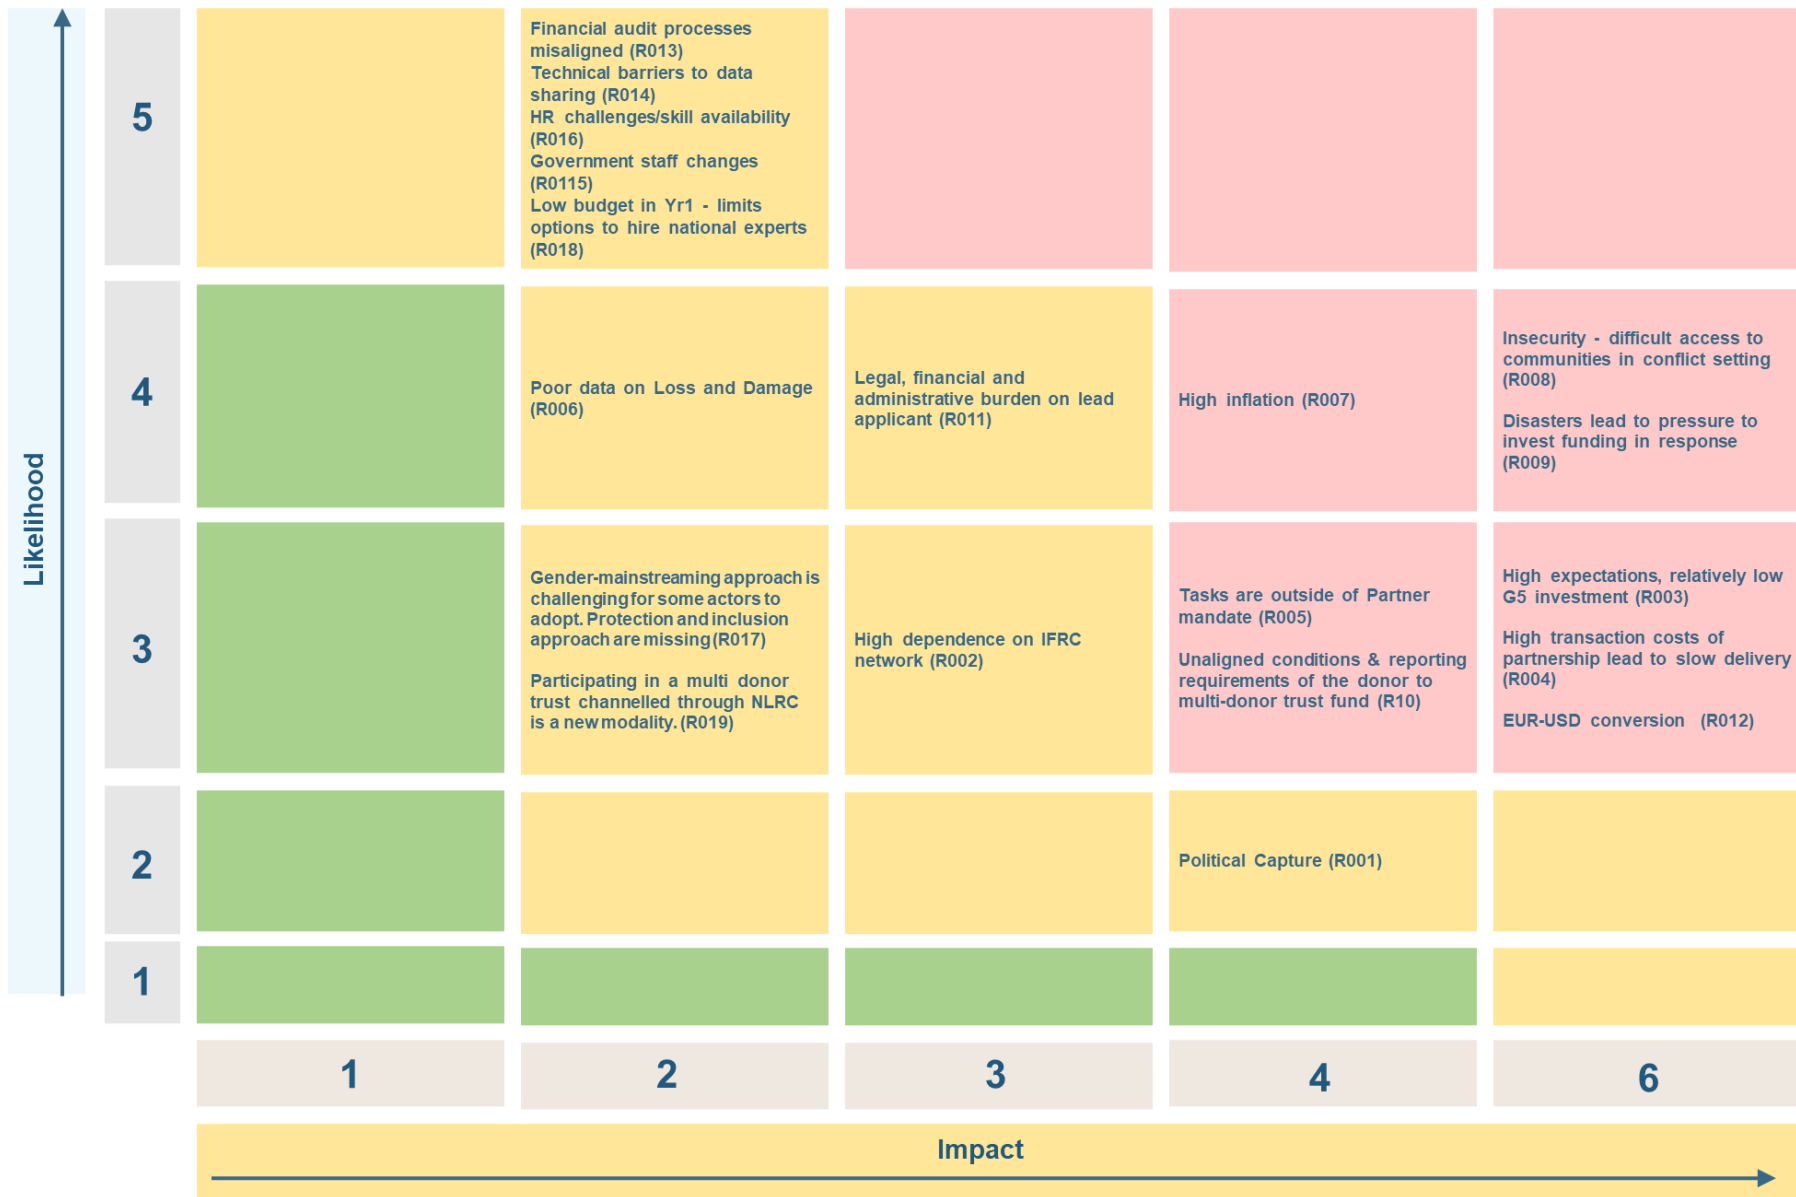 Likelihood
5
Financial audit processes
misaligned (R013)
Technical barriers to data
sharing (R014)
HR challenges/skill availability
(R016)
Government staff changes
(R0115)
Low budget in Yr1 - limits
options to hire national experts
(R018)
4
Poor data on Loss and Damage
(R006)
Legal, financial and
administrative burden on lead
applicant (R011)
High inflation (R007)
Insecurity - difficult access to
communities in conflict setting
(R008)
Disasters lead to pressure to
invest funding in response
(R009)
3
Gender-mainstreaming approach is
challenging for some actors to
adopt. Protection and inclusion
approach are missing (R017)
Participating in a multi donor
trust channelled through NLRC
is a new modality. (R019)
High dependence on IFRC
network (R002)
Tasks are outside of Partner
mandate (R005)
Unaligned conditions & reporting
requirements of the donor to
multi-donor trust fund (R10)
High expectations, relatively low
G5 investment (R003)
High transaction costs of
partnership lead to slow delivery
(R004)
EUR-USD conversion (R012)
2
Political Capture (R001)
1
1
2
3
4
6
Impact